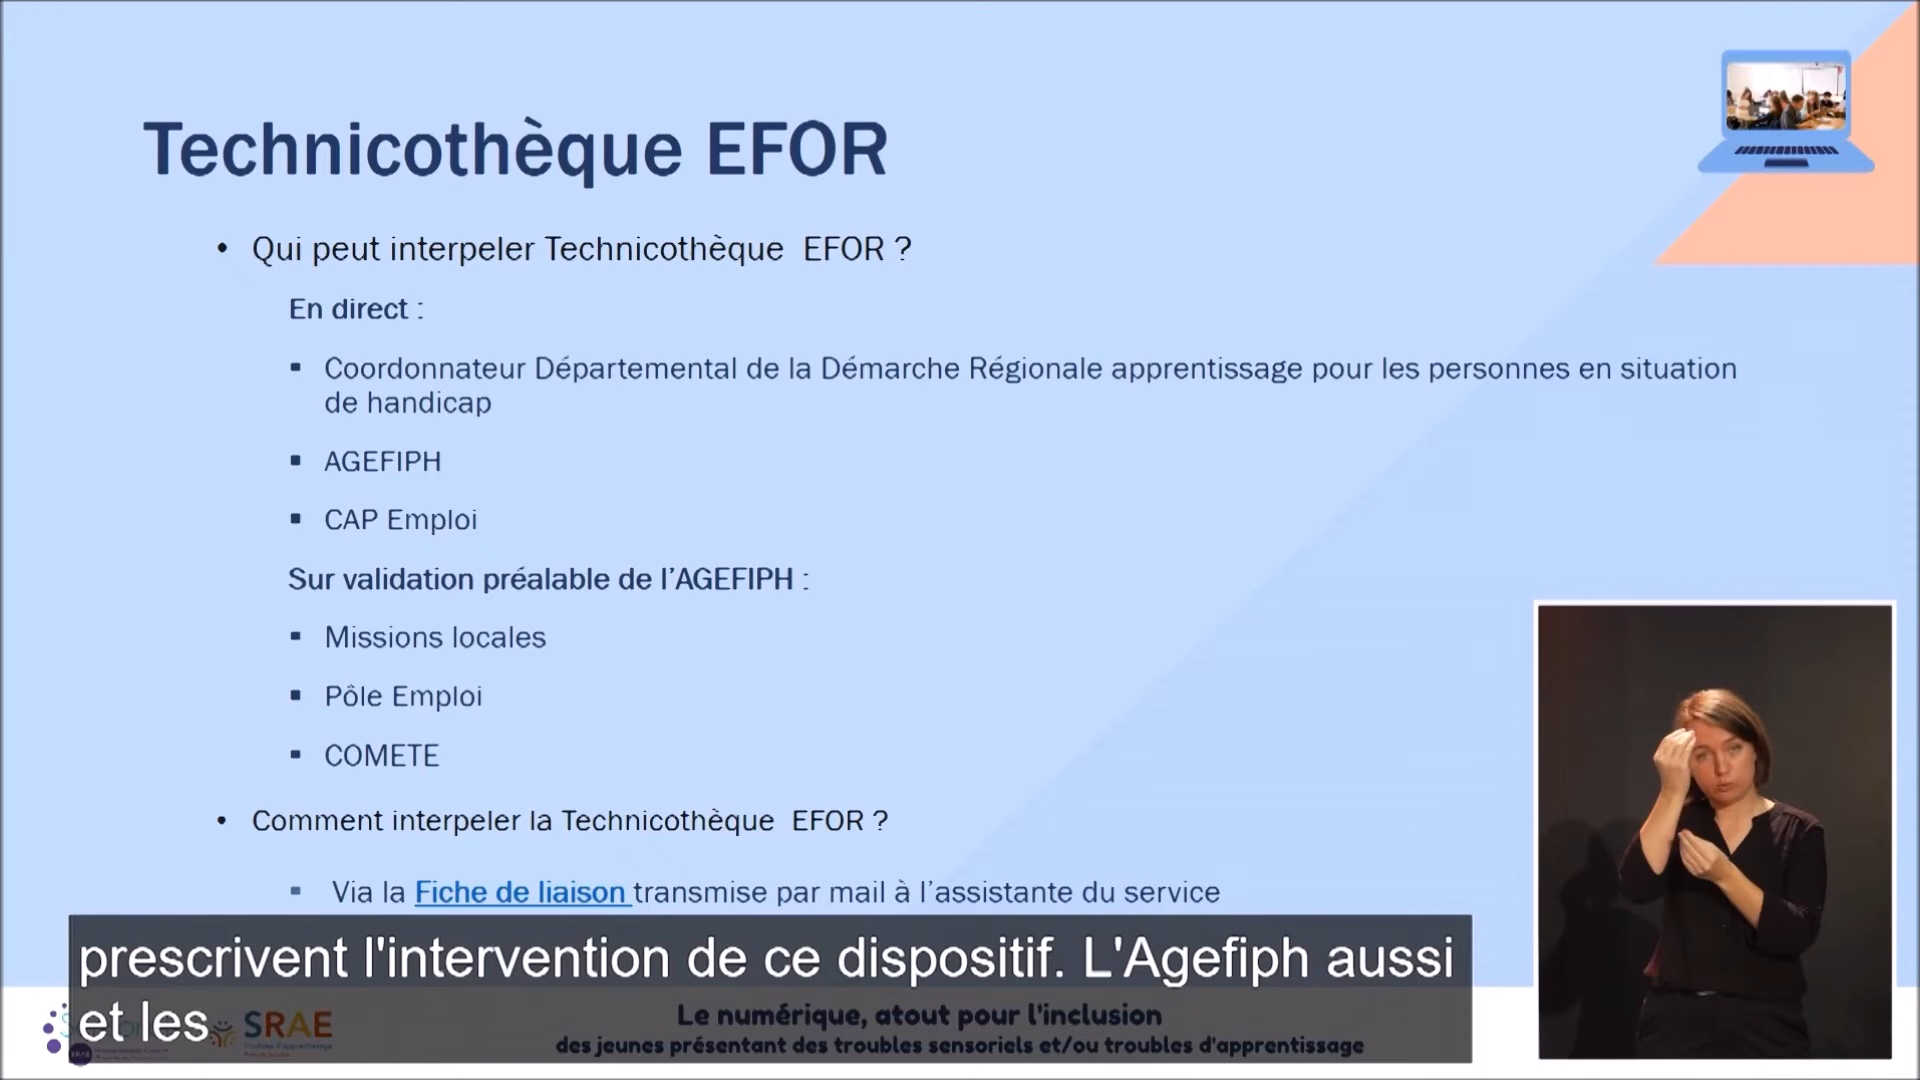 Technicothèque EFOR
• Qui peut interpeler Technicothèque EFOR ?
En direct :
▪ Coordonnateur Départemental de la Démarche Régionale apprentissage pour les personnes en situation
de handicap
▪ AGEFIPH
▪ CAP Emploi
Sur validation préalable de l'AGEFIPH :
▪ Missions locales
▪ Pôle Emploi
▪ COMETE
• Comment interpeler la Technicothèque EFOR ?
▪ Via la Fiche de liaison transmise par mail à l'assistante du service
prescrivent l'intervention de ce dispositif. L'Agefiph aussi
et les
SRAE
Le numérique, atout pour l'inclusion
des jeunes présentant des troubles sensoriels et/ou troubles d'apprentissage